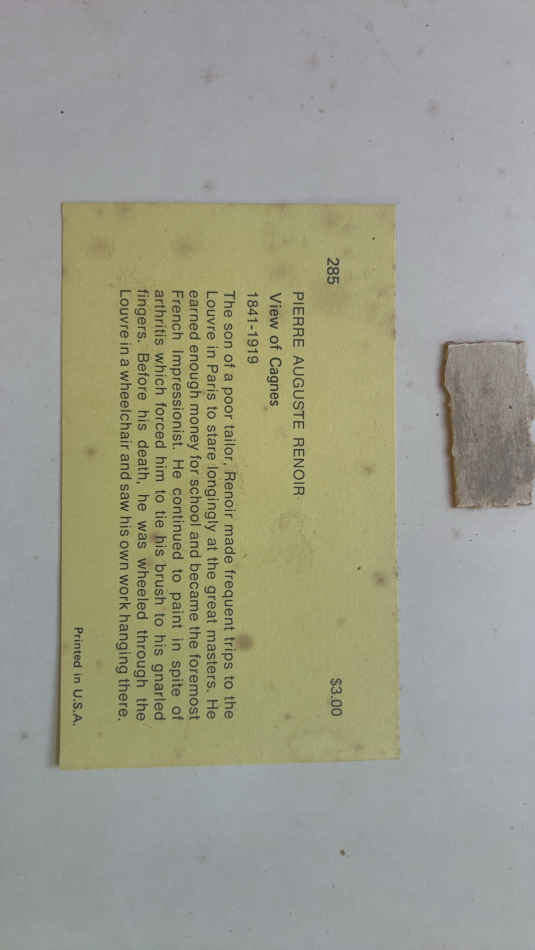 285 $3.00
PIERRE AUGUSTE RENOIR
View of Cagnes
1841-1919
The son of a poor tailor, Renoir made frequent trips to the
Louvre in Paris to stare longingly at the great masters. He
earned enough money for school and became the foremost
French Impressionist. He continued to paint in spite of
arthritis which forced him to tie his brush to his gnarled
fingers. Before his death, he was wheeled through the
Louvre in a wheelchair and saw his own work hanging there.
Printed in U.S.A.